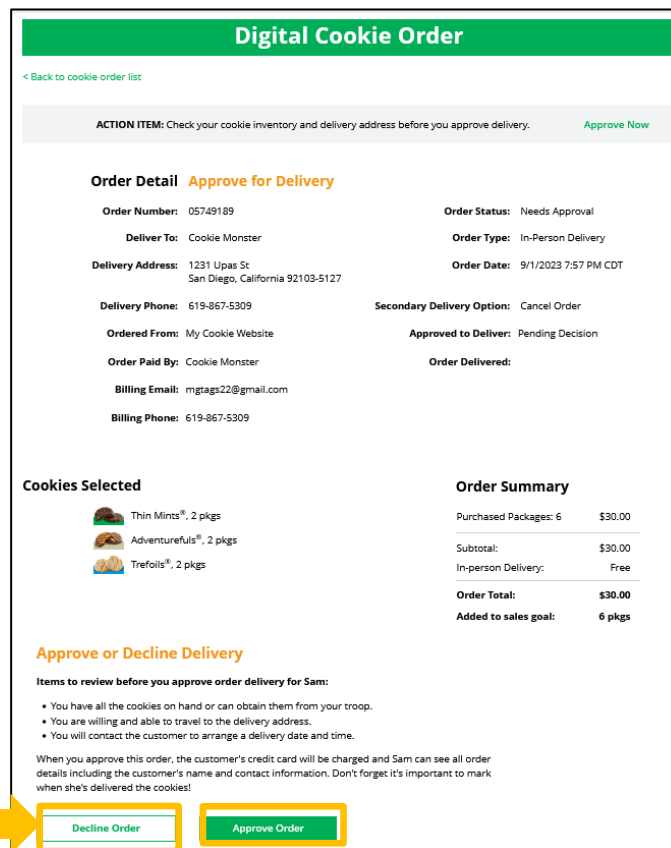 Digital Cookie Order
< Back to cookie order list
ACTION ITEM: Check your cookie inventory and delivery address before you approve delivery. Approve Now
Order Detail Approve for Delivery
Order Number: 05749189 Order Status: Needs Approval
Deliver To: Cookie Monster Order Type: In-Person Delivery
Delivery Address: 1231 Upas St Order Date: 9/1/2023 7:57 PM CDT
San Diego, California 92103-5127
Delivery Phone: 619-867-5309 Secondary Delivery Option: Cancel Order
Ordered From: My Cookie Website Approved to Deliver: Pending Decision
Order Paid By: Cookie Monster Order Delivered:
Billing Email: mgtags22@gmail.com
Billing Phone: 619-867-5309
Cookies Selected
Thin Mints®, 2 pkgs
Adventurefuls®, 2 pkgs
Trefoils®, 2 pkgs
Order Summary
Purchased Packages: 6 $30.00
Subtotal: $30.00
In-person Delivery: Free
Order Total: $30.00
Added to sales goal: 6 pkgs
Approve or Decline Delivery
Items to review before you approve order delivery for Sam:
• You have all the cookies on hand or can obtain them from your troop.
• You are willing and able to travel to the delivery address.
• You will contact the customer to arrange a delivery date and time.
When you approve this order, the customer's credit card will be charged and Sam can see all order
details including the customer's name and contact information. Don't forget it's important to mark
when she's delivered the cookies!
Decline Order Approve Order